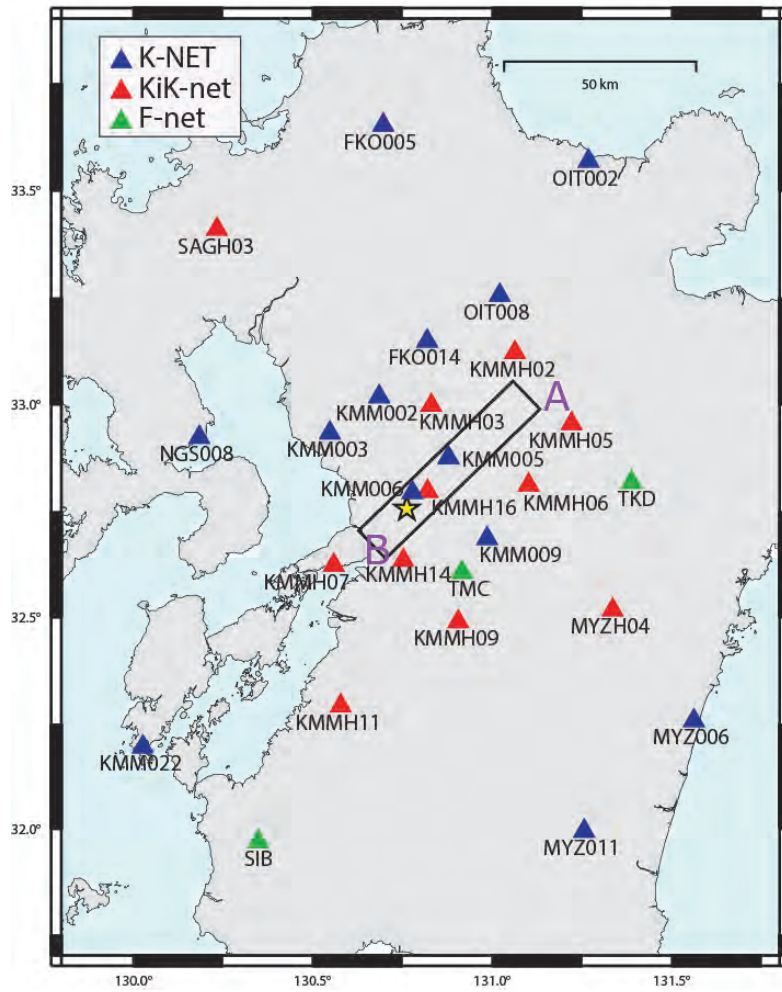 K-NET
KiK-net
F-net
50 km
FKO005
OIT002
33.5°
SAGH03
OIT008
FKO014
KMMH02
33.0°
KMM002
KMMH03
A
KMM003
KMMH05
NGS008
KMM005
KMM006
KMMH16
KMMH06
TKD
B
KMM009
KMMH07
KMMH14
TMC
32.5°
KMMH09
MYZH04
KMMH11
MYZ006
KMM022
32.0°
SIB
MYZ011
130.0°
130.5°
131.0°
131.5°